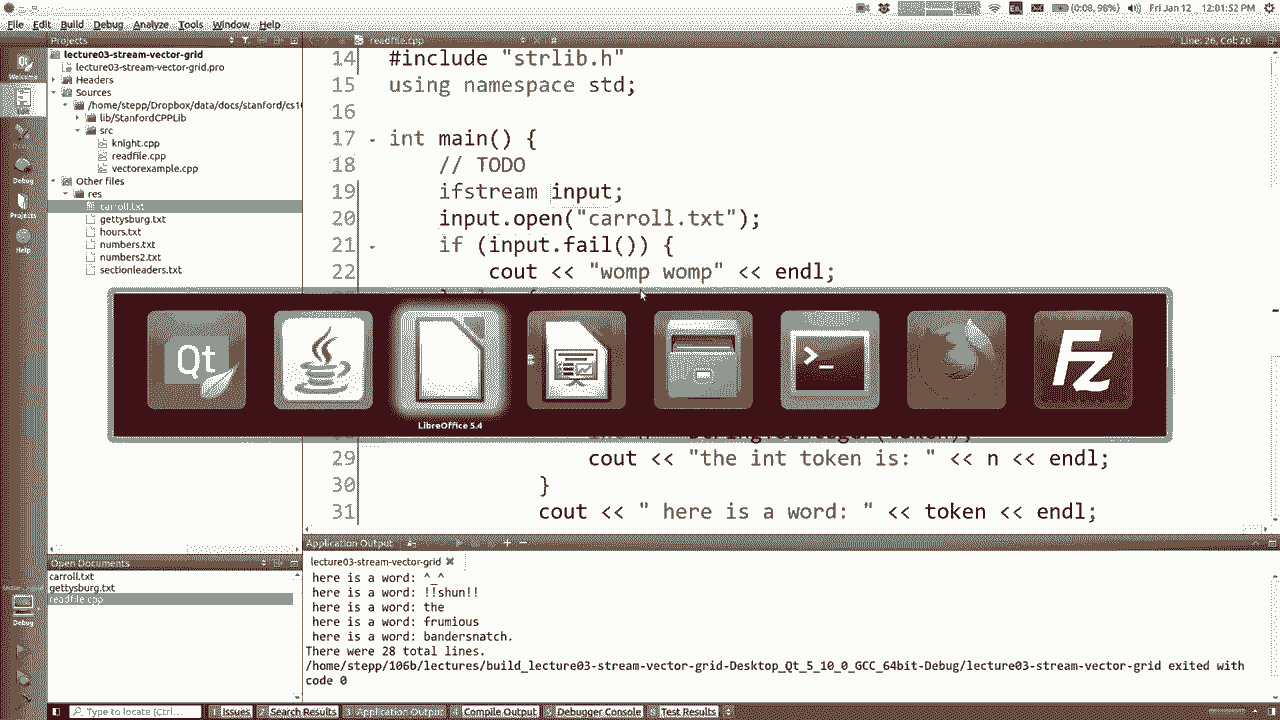 (0:08, 98%)
Fri Jan 12 12:01:52 PM
File Edit Build Debug Analyze Tools Window Help
Projects
readfile.cpp
Line: 26, Col: 20
Welcome
Debug
Projects
Help
Debug
lecture03-stream-vector-grid
lecture03-stream-vector-grid.pro
Headers
Sources
/home/stepp/Dropbox/data/docs/stanford/cs10
lib/StanfordCPPLib
src
knight.cpp
readfile.cpp
vectorexample.cpp
Other files
res
carroll.txt
gettysburg.txt
hours.txt
numbers.txt
numbers2.txt
sectionleaders.txt
14 #include "strlib.h"
15 using namespace std;
16
17 int main() {
18 // TODO
19 ifstream input;
20 input.open("carroll.txt");
21 if (input.fail()) {
22 cout << "womp womp" << endl;
Qt
LibreOffice 5.4
Fz
29 cout << "the int token is: " << n << endl;
30 }
31 cout << " here is a word: " << token << endl;
Open Documents
carroll.txt
gettysburg.txt
readfile.cpp
Application Output
lecture03-stream-vector-grid
here is a word: ^_^
here is a word: !!shun!!
here is a word: the
here is a word: frumious
here is a word: bandersnatch.
There were 28 total lines.
/home/stepp/106b/lectures/build_lecture03-stream-vector-grid-Desktop_Qt_5_10_0_GCC_64bit-Debug/lecture03-stream-vector-grid exited with
code 0
Type to locate (Ctrl...
1 Issues 2 Search Results 3 Application Output 4 Compile Output 5 Debugger Console 6 Test Results